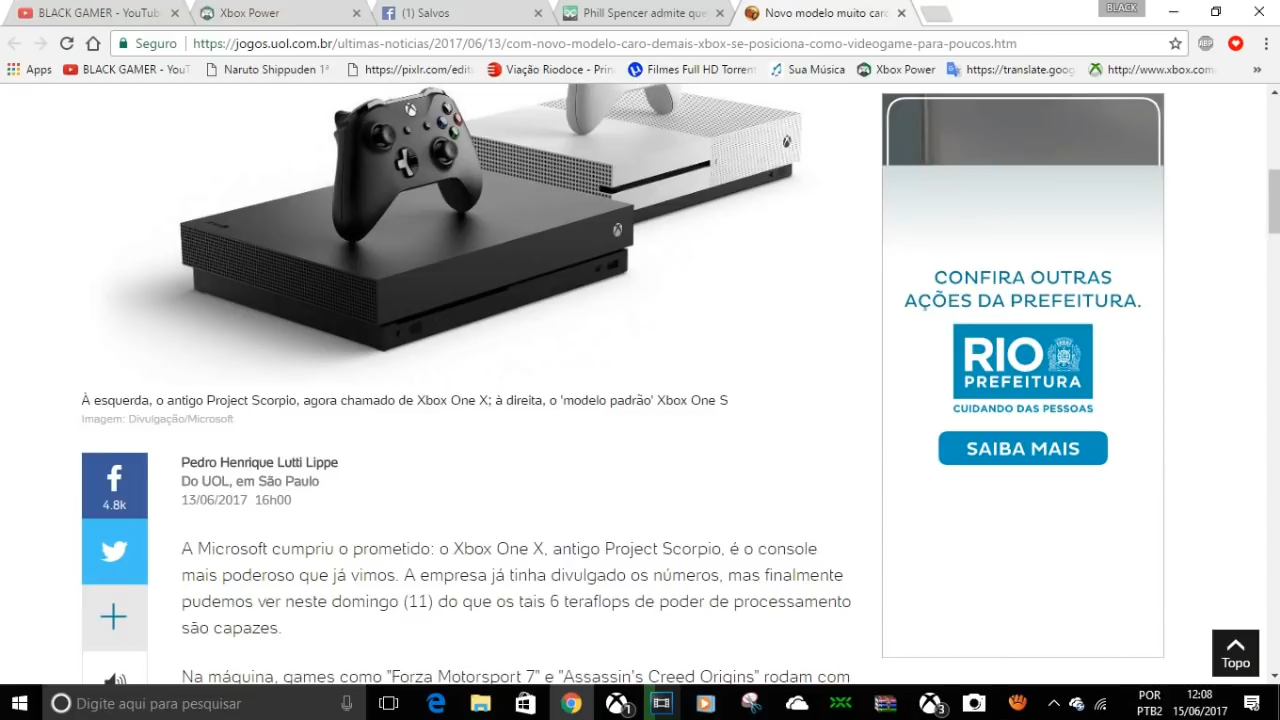 BLACK GAMER - YouTub
Xbox Power
(1) Salvos
Phill Spencer admite que
Novo modelo muito caro
BLACK
Seguro
https://jogos.uol.com.br/ultimas-noticias/2017/06/13/com-novo-modelo-caro-demais-xbox-se-posiciona-como-videogame-para-poucos.htm
ABP
Apps
BLACK GAMER - YouT
Naruto Shippuden 1ª
https://pixlr.com/edit
Viação Riodoce - Prin
Filmes Full HD Torrent
Sua Música
Xbox Power
https://translate.goog
http://www.xbox.com
»
À esquerda, o antigo Project Scorpio, agora chamado de Xbox One X; à direita, o 'modelo padrão' Xbox One S
Imagem: Divulgação/Microsoft
4.8k
Pedro Henrique Lutti Lippe
Do UOL, em São Paulo
13/06/2017 16h00
A Microsoft cumpriu o prometido: o Xbox One X, antigo Project Scorpio, é o console
mais poderoso que já vimos. A empresa já tinha divulgado os números, mas finalmente
pudemos ver neste domingo (11) do que os tais 6 teraflops de poder de processamento
são capazes.
Na máquina, games como "Forza Motorsport 7" e "Assassin's Creed Origins" rodam com
CONFIRA OUTRAS
AÇÕES DA PREFEITURA.
RIO
PREFEITURA
CUIDANDO DAS PESSOAS
SAIBA MAIS
Topo
Digite aqui para pesquisar
1
3
POR
PTB2
12:08
15/06/2017